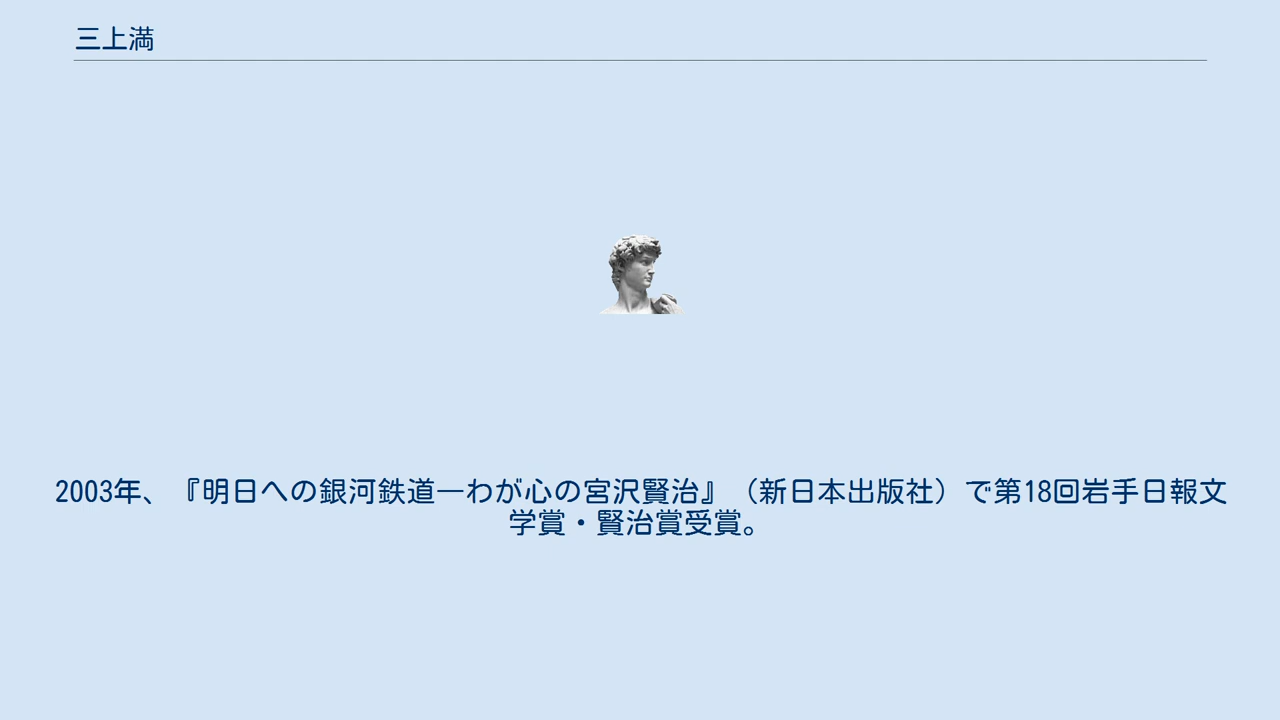 三上満
2003年、『明日への銀河鉄道―わが心の宮沢賢治』（新日本出版社）で第18回岩手日報文
学賞・賢治賞受賞。